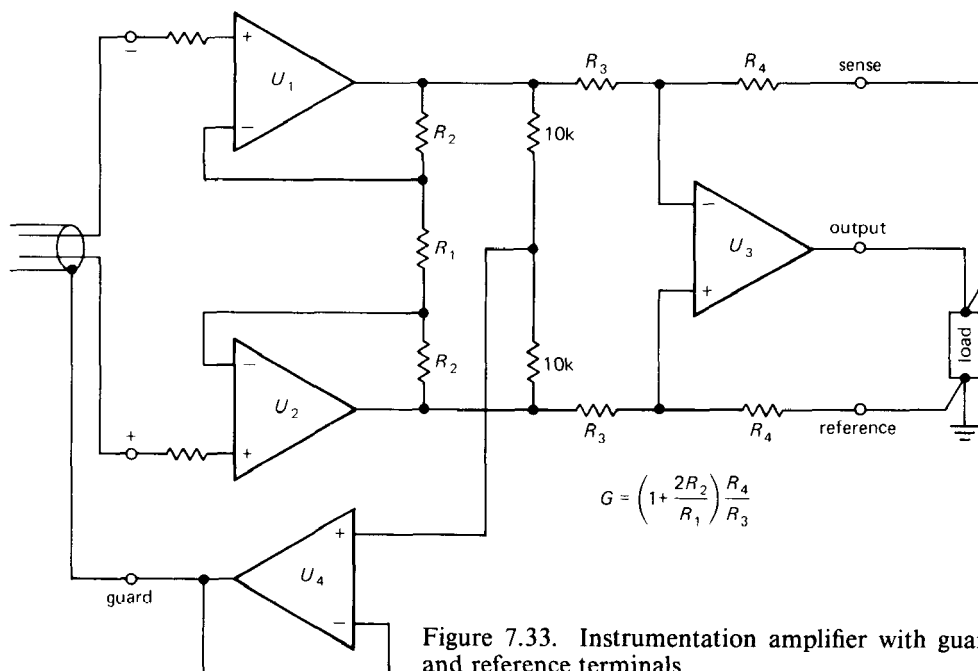 −
+
U1
−
R2
10k
R3
R4
sense
R1
−
U3
+
output
load
−
U2
+
+
R2
10k
R3
R4
reference
G = (1 + 2R2/R1) R4/R3
guard
U4
+
−
Figure 7.33. Instrumentation amplifier with
and reference terminals